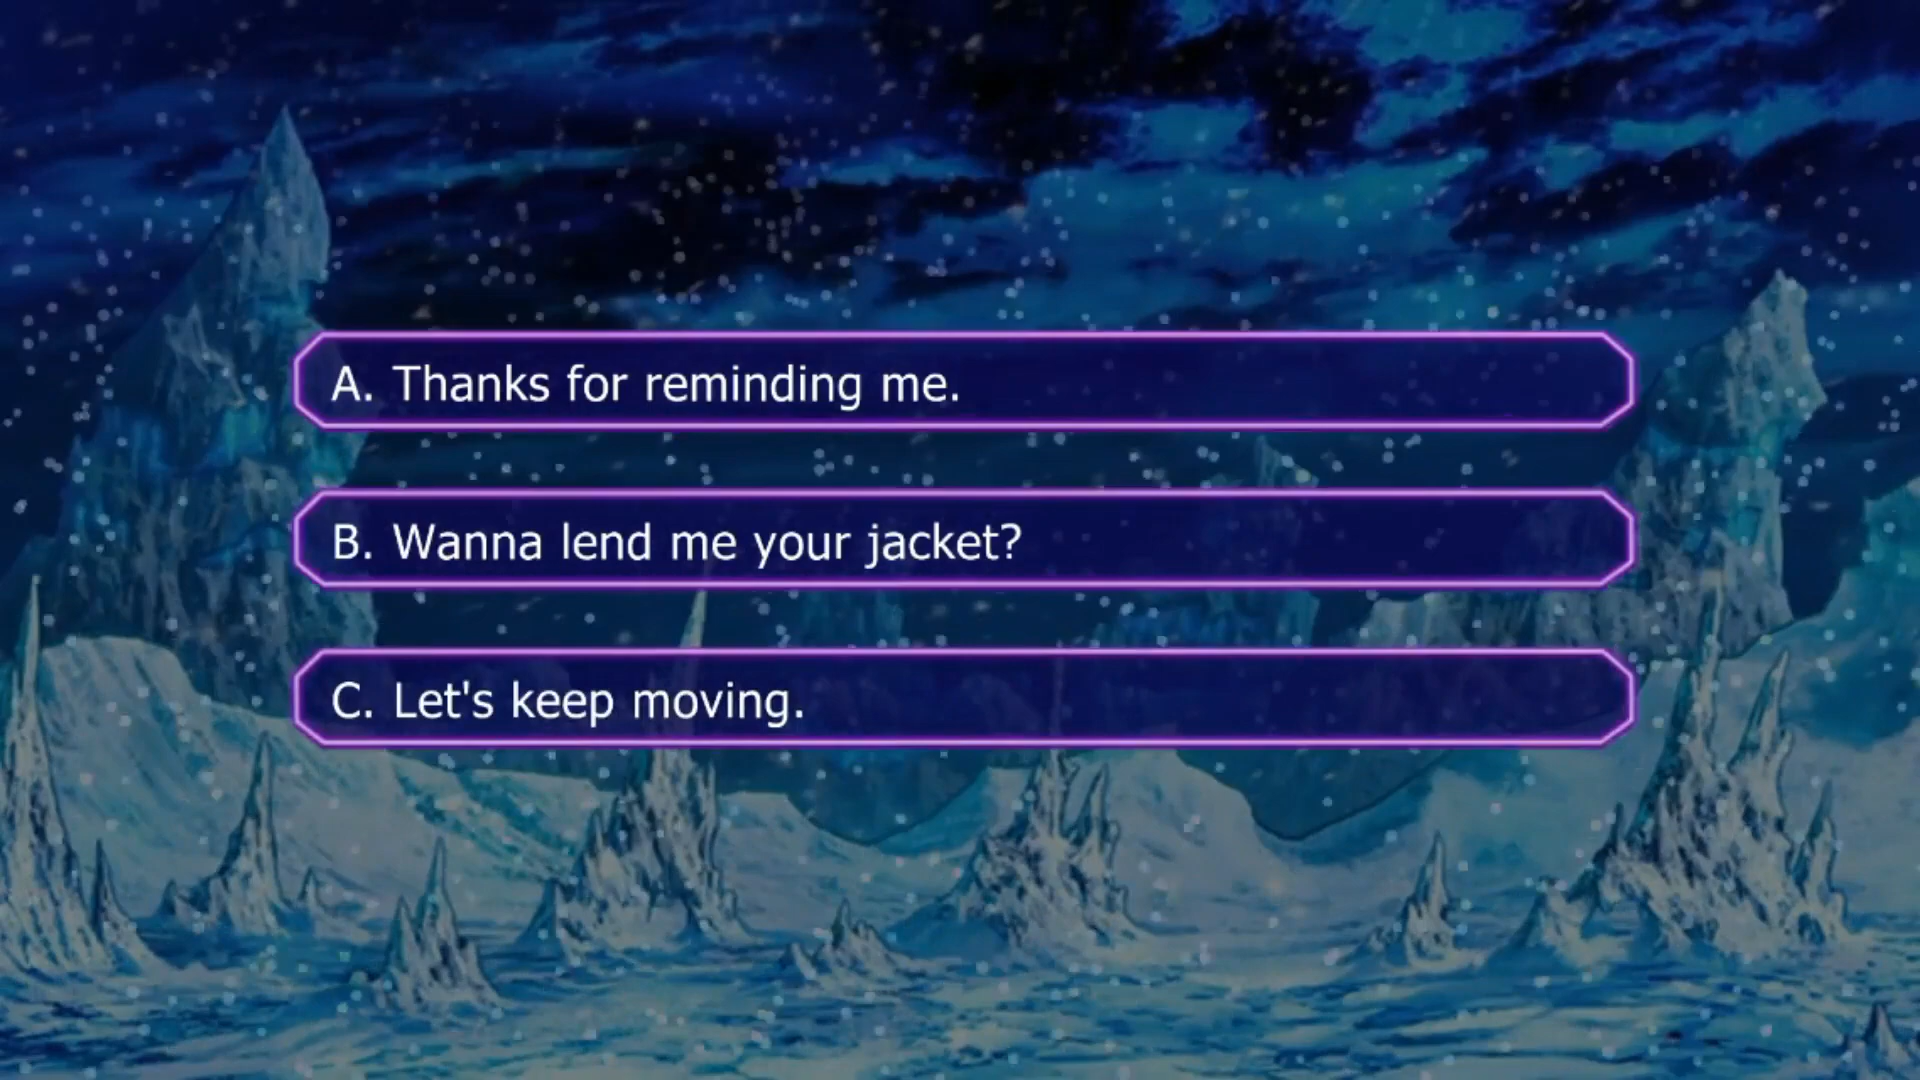 A. Thanks for reminding me.
B. Wanna lend me your jacket?
C. Let's keep moving.